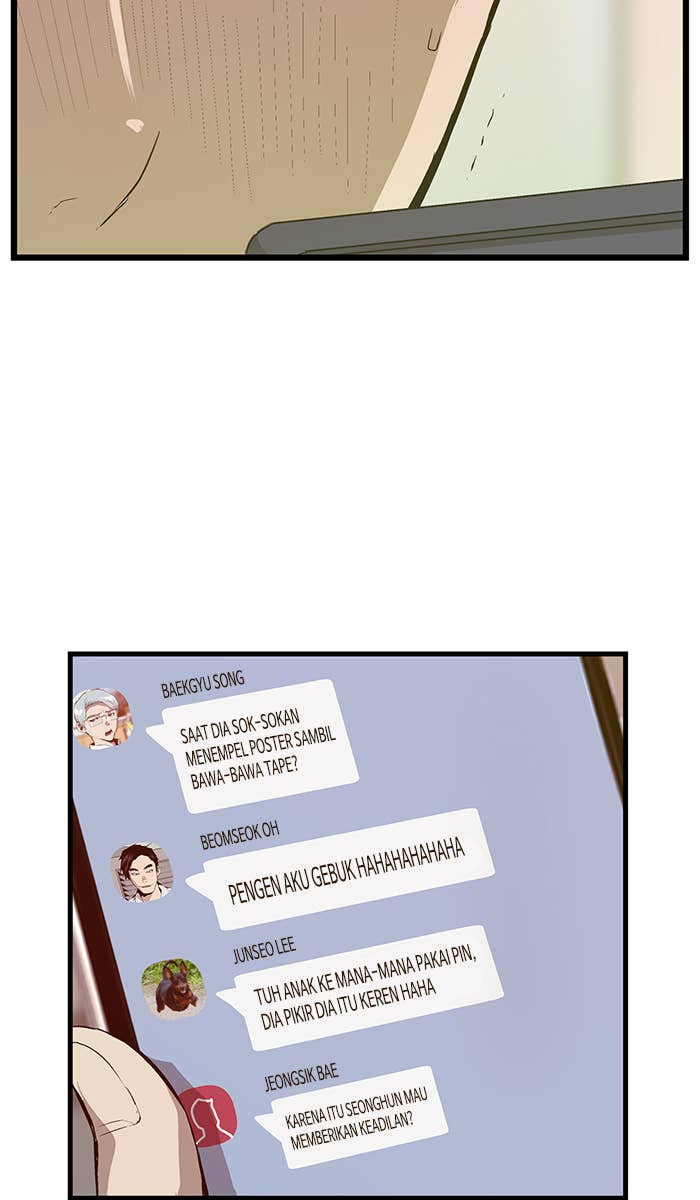 BAEKGYU SONG
SAAT DIA SOK-SOKAN
MENEMPEL POSTER SAMBIL
BAWA-BAWA TAPE?
BEOMSEOK OH
PENGEN AKU GEBUK HAHAHAHAHAHA
JUNSEO LEE
TUH ANAK KE MANA-MANA PAKAI PIN,
DIA PIKIR DIA ITU KEREN HAHA
JEONGSIK BAE
KARENA ITU SEONGHUN MAU
MEMBERIKAN KEADILAN?